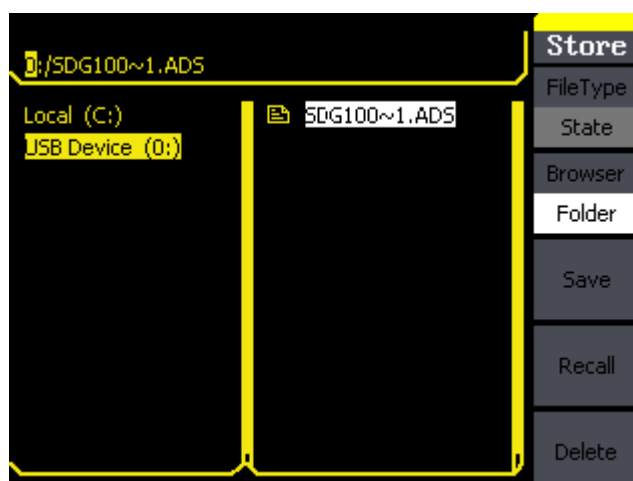 0:/SDG100~1.ADS
Local (C:)
USB Device (0:)
SDG100~1.ADS
Store
FileType
State
Browser
Folder
Save
Recall
Delete